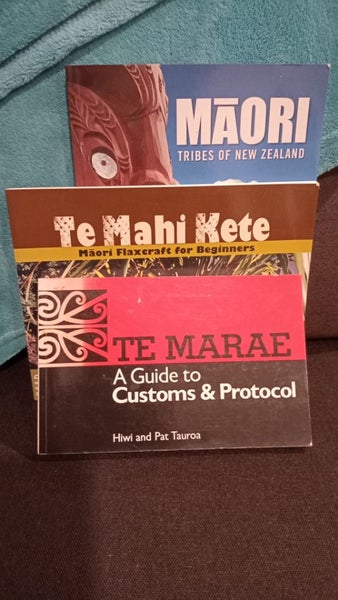 MĀORI
TRIBES OF NEW ZEALAND
Te Mahi Kete
Māori Flaxcraft for Beginners
TE MARAE
A Guide to
Customs & Protocol
Hiwi and Pat Tauroa